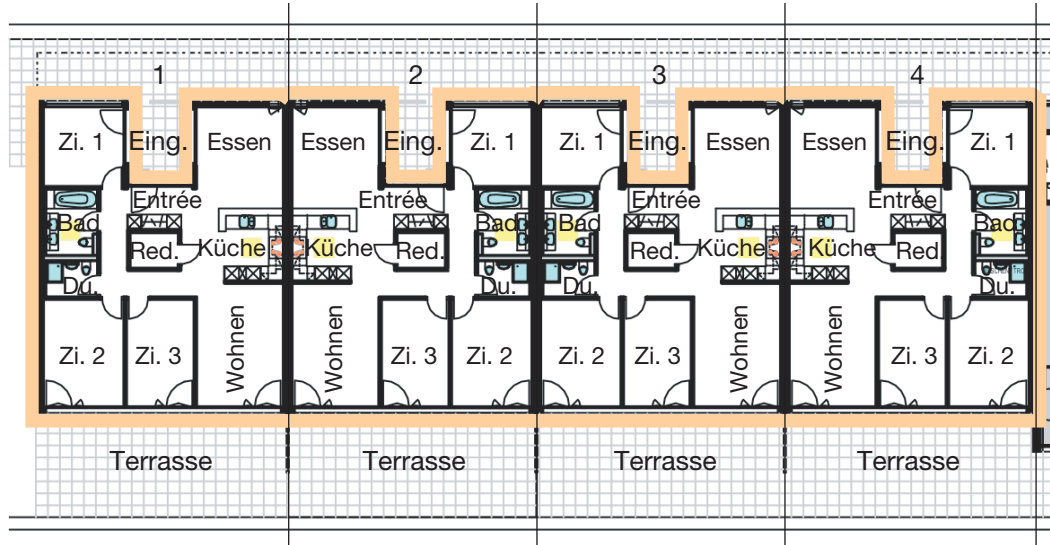 1 2 3 4
Zi. 1 Eing. Essen Essen Eing. Zi. 1 Zi. 1 Eing. Essen Essen Eing. Zi. 1
Entrée Entrée Entrée Entrée
Bad Bad Bad Bad
Red. Küche Küche Red. Red. Küche Küche Red.
Du. Du. Du. Du.
Wohnen Wohnen Wohnen Wohnen
Zi. 2 Zi. 3 Zi. 3 Zi. 2 Zi. 2 Zi. 3 Zi. 3 Zi. 2
Terrasse Terrasse Terrasse Terrasse